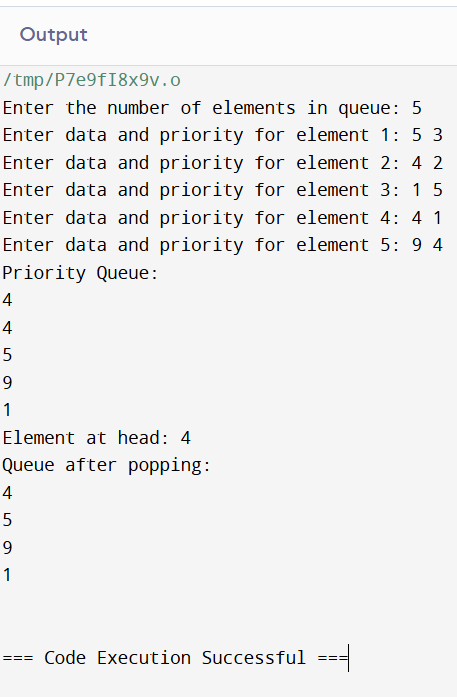 Output
/tmp/P7e9fI8x9v.o
Enter the number of elements in queue: 5
Enter data and priority for element 1: 5 3
Enter data and priority for element 2: 4 2
Enter data and priority for element 3: 1 5
Enter data and priority for element 4: 4 1
Enter data and priority for element 5: 9 4
Priority Queue:
4
4
5
9
1
Element at head: 4
Queue after popping:
4
5
9
1
=== Code Execution Successful ===